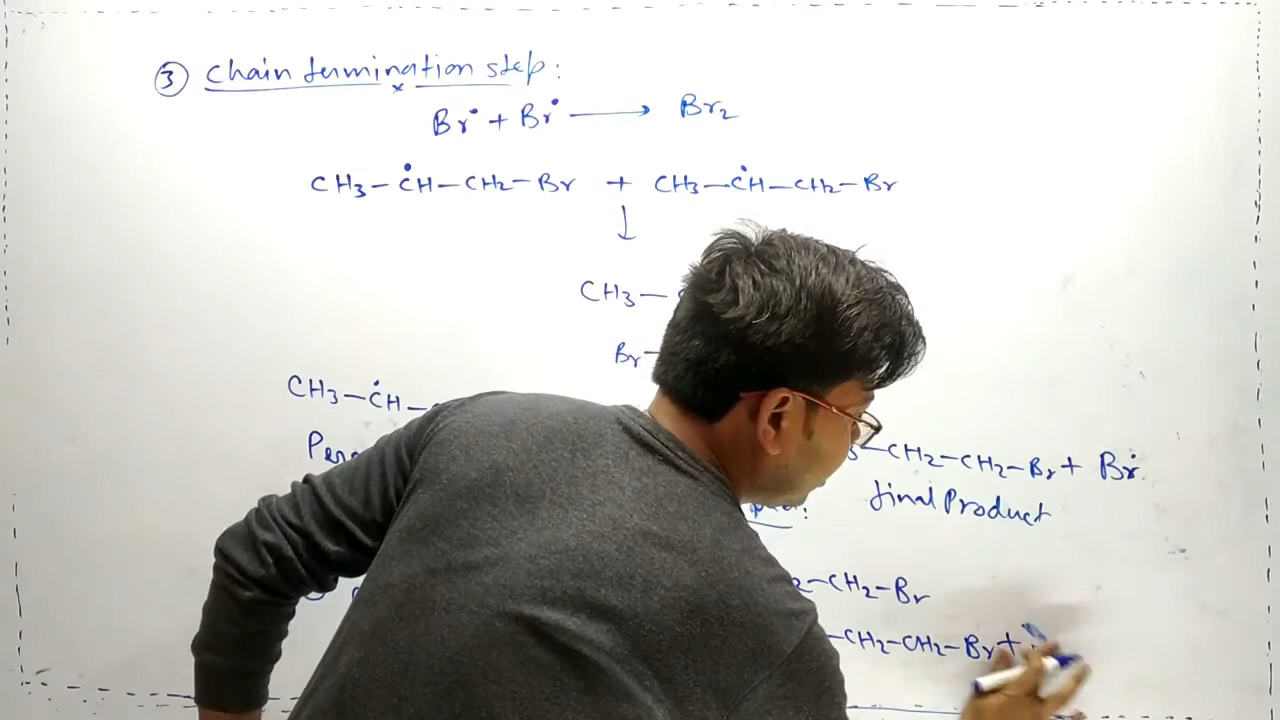 ③ Chain termination step:
Br• + Br• ⟶ Br2
CH3 – ĊH – CH2 – Br + CH3 – ĊH – CH2 – Br
↓
CH3 –
Br –
CH3 – ĊH –
– CH2 – CH2 – Br + Br•
final Product
– CH2 – Br
– CH2 – CH2 – Br +